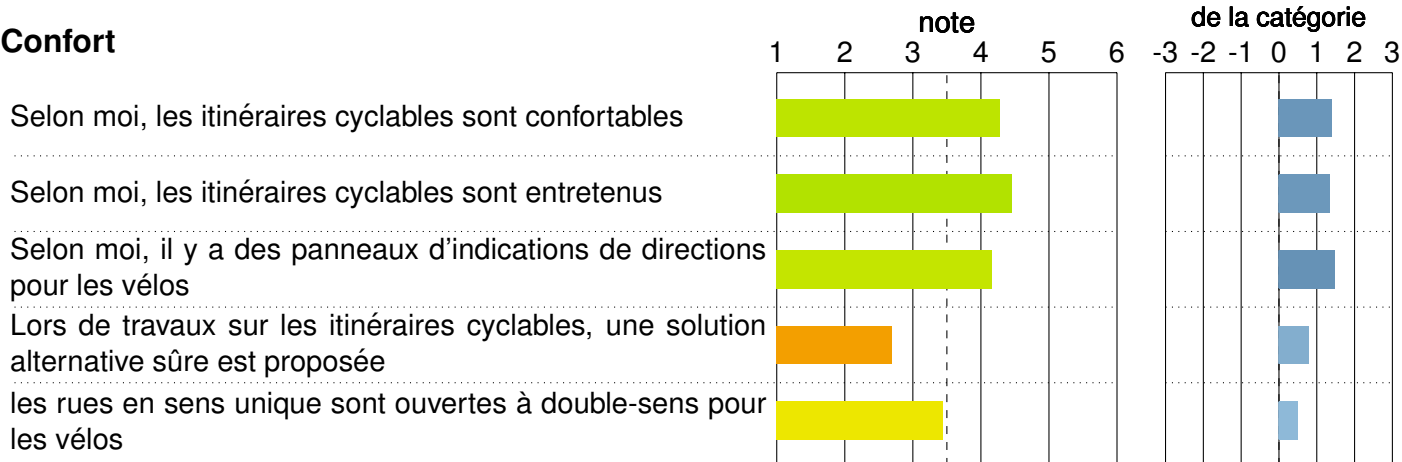 note
de la catégorie
Confort
1 2 3 4 5 6
-3 -2 -1 0 1 2 3
Selon moi, les itinéraires cyclables sont confortables
Selon moi, les itinéraires cyclables sont entretenus
Selon moi, il y a des panneaux d'indications de directions
pour les vélos
Lors de travaux sur les itinéraires cyclables, une solution
alternative sûre est proposée
les rues en sens unique sont ouvertes à double-sens pour
les vélos